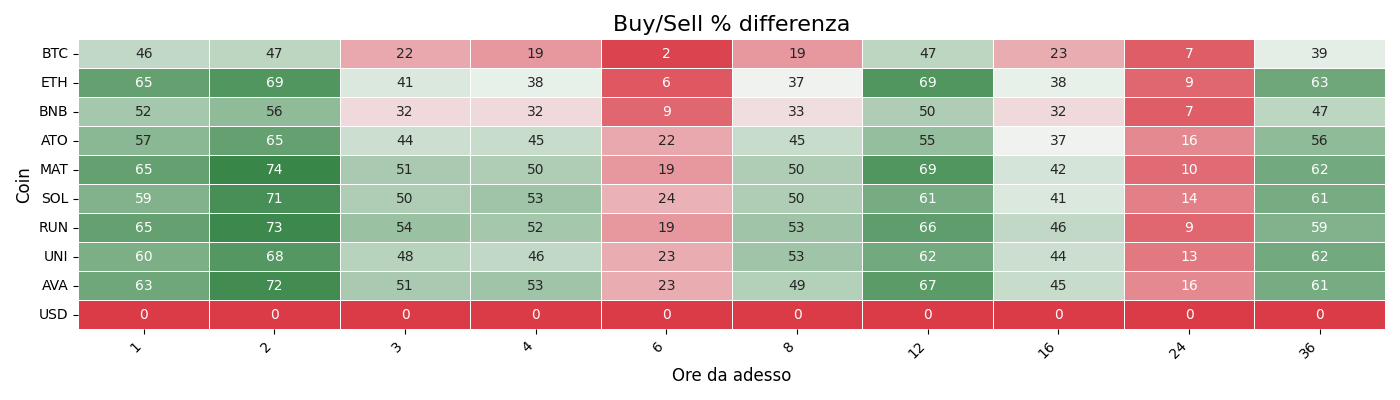 Buy/Sell % differenza
Coin
BTC 46 47 22 19 2 19 47 23 7 39
ETH 65 69 41 38 6 37 69 38 9 63
BNB 52 56 32 32 9 33 50 32 7 47
ATO 57 65 44 45 22 45 55 37 16 56
MAT 65 74 51 50 19 50 69 42 10 62
SOL 59 71 50 53 24 50 61 41 14 61
RUN 65 73 54 52 19 53 66 46 9 59
UNI 60 68 48 46 23 53 62 44 13 62
AVA 63 72 51 53 23 49 67 45 16 61
USD 0 0 0 0 0 0 0 0 0 0
1 2 3 4 6 8 12 16 24 36
Ore da adesso